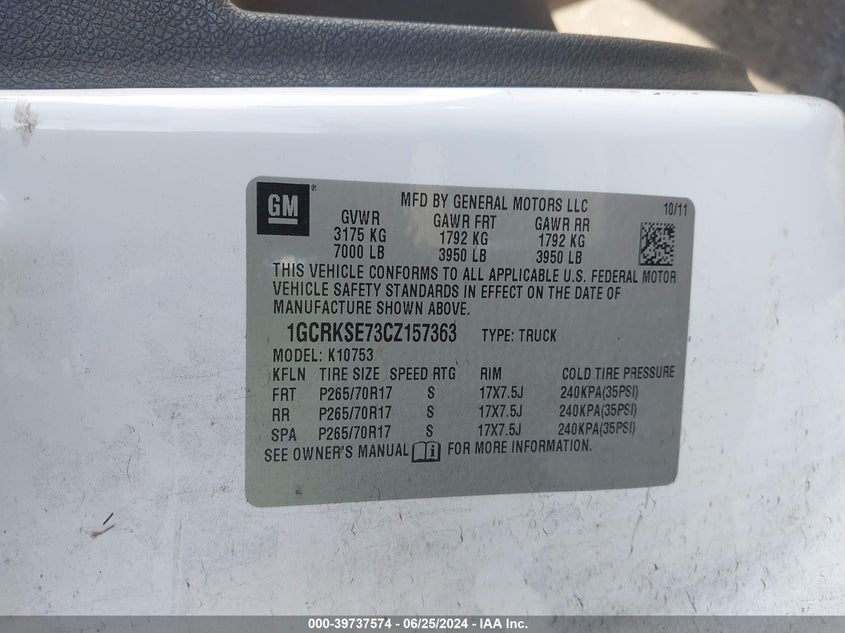 GM
®
MFD BY GENERAL MOTORS LLC
10/11
GVWR GAWR FRT GAWR RR
3175 KG 1792 KG 1792 KG
7000 LB 3950 LB 3950 LB
THIS VEHICLE CONFORMS TO ALL APPLICABLE U.S. FEDERAL MOTOR
VEHICLE SAFETY STANDARDS IN EFFECT ON THE DATE OF
MANUFACTURE SHOWN ABOVE.
1GCRKSE73CZ157363 TYPE: TRUCK
MODEL: K10753
KFLN TIRE SIZE SPEED RTG RIM COLD TIRE PRESSURE
FRT P265/70R17 S 17X7.5J 240KPA(35PSI)
RR P265/70R17 S 17X7.5J 240KPA(35PSI)
SPA P265/70R17 S 17X7.5J 240KPA(35PSI)
SEE OWNER'S MANUAL FOR MORE INFORMATION.
000-39737574 - 06/25/2024 - IAA Inc.